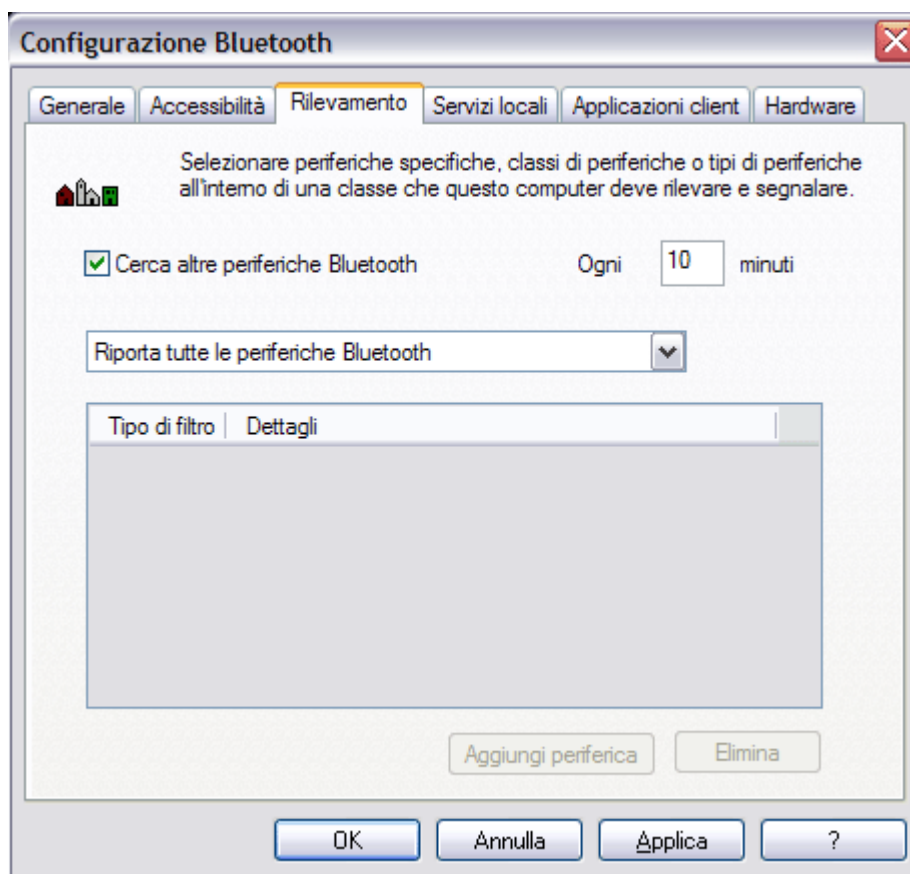 Configurazione Bluetooth
Generale Accessibilità Rilevamento Servizi locali Applicazioni client Hardware
Selezionare periferiche specifiche, classi di periferiche o tipi di periferiche
all'interno di una classe che questo computer deve rilevare e segnalare.
Cerca altre periferiche Bluetooth Ogni 10 minuti
Riporta tutte le periferiche Bluetooth
Tipo di filtro Dettagli
Aggiungi periferica Elimina
OK Annulla Applica ?